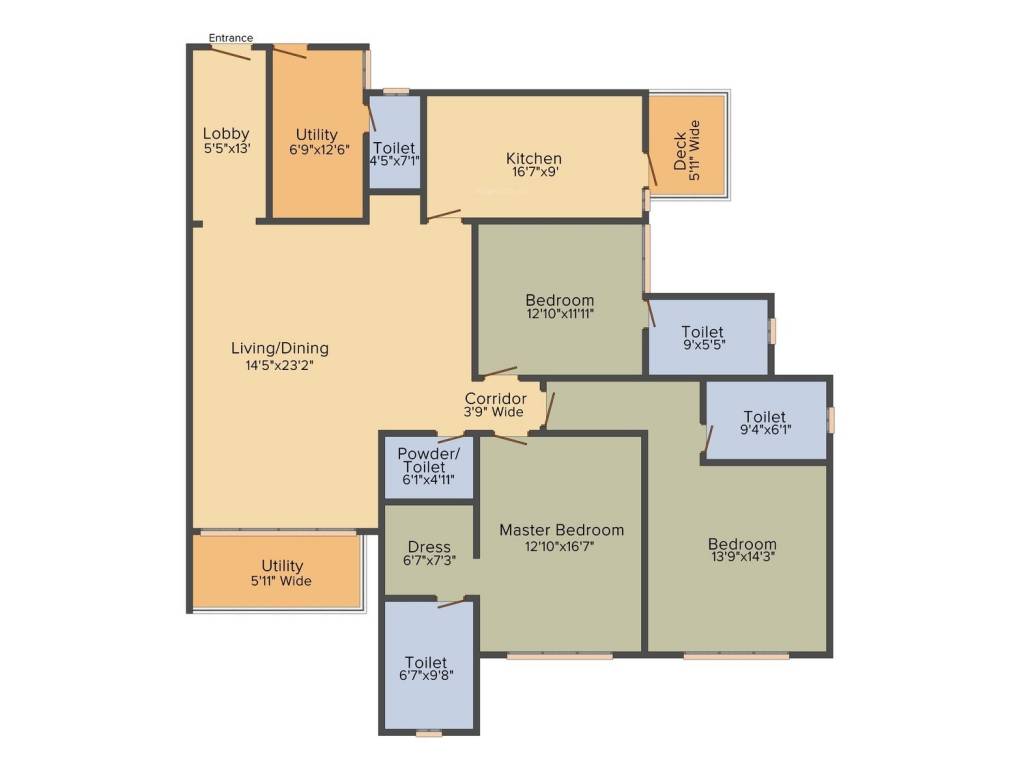 Entrance
Lobby
5'5"x13'
Utility
6'9"x12'6"
Toilet
4'5"x7'1"
Kitchen
16'7"x9'
Deck
5'11" Wide
Bedroom
12'10"x11'11"
Toilet
9'x5'5"
Living/Dining
14'5"x23'2"
Corridor
3'9" Wide
Toilet
9'4"x6'1"
Powder/
Toilet
6'1"x4'11"
Master Bedroom
12'10"x16'7"
Bedroom
13'9"x14'3"
Dress
6'7"x7'3"
Utility
5'11" Wide
Toilet
6'7"x9'8"